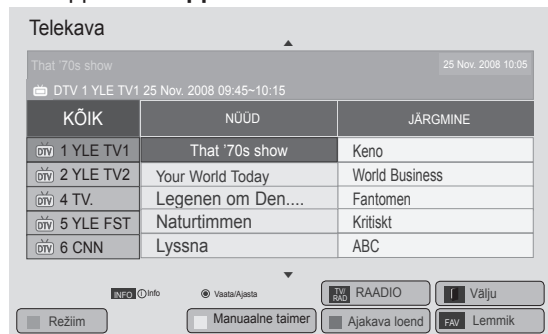 Telekava
That '70s show 25 Nov. 2008 10:05
DTV 1 YLE TV1 25 Nov. 2008 09:45~10:15
KÕIK NÜÜD JÄRGMINE
DTV 1 YLE TV1 That '70s show Keno
DTV 2 YLE TV2 Your World Today World Business
DTV 4 TV. Legenen om Den.... Fantomen
DTV 5 YLE FST Naturtimmen Kritiskt
DTV 6 CNN Lyssna ABC
INFO ⓘInfo ◉ Vaata/Ajasta TV/RAD RAADIO Välju
Režiim Manuaalne taimer Ajakava loend FAV Lemmik